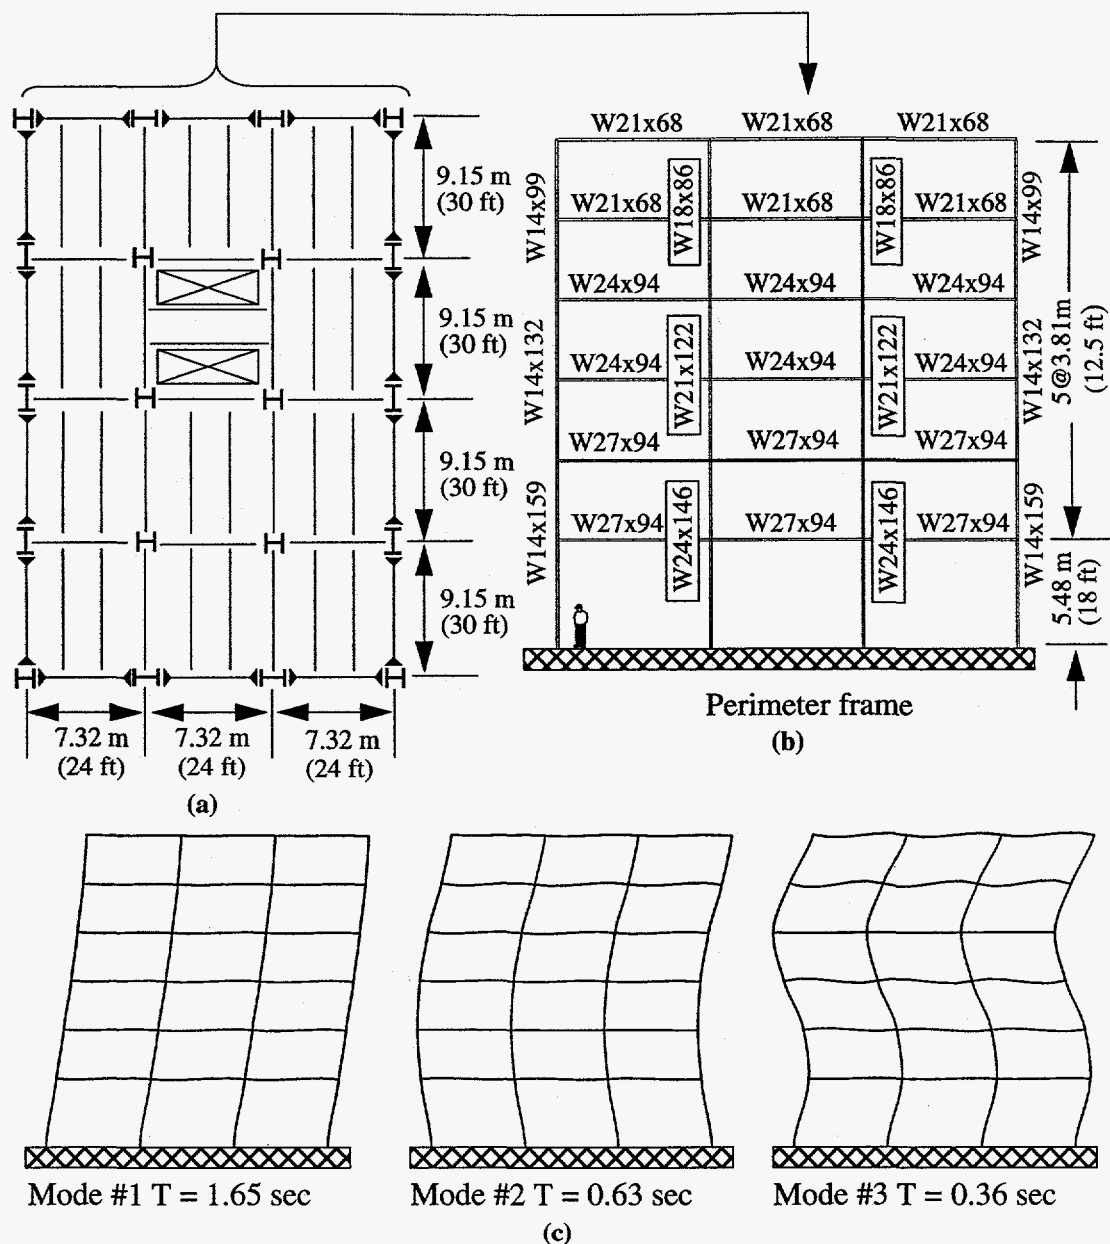 9.15 m
(30 ft)
9.15 m
(30 ft)
9.15 m
(30 ft)
9.15 m
(30 ft)
7.32 m
(24 ft)
7.32 m
(24 ft)
7.32 m
(24 ft)
(a)
W21x68 W21x68 W21x68
W14x99
W18x86
W18x86
W14x99
W21x68 W21x68 W21x68
W24x94 W24x94 W24x94
W14x132
W21x122
W21x122
W14x132
W24x94 W24x94 W24x94
W27x94 W27x94 W27x94
W14x159
W24x146
W24x146
W14x159
W27x94 W27x94 W27x94
5@3.81m
(12.5 ft)
5.48 m
(18 ft)
Perimeter frame
(b)
Mode #1 T = 1.65 sec
Mode #2 T = 0.63 sec
Mode #3 T = 0.36 sec
(c)